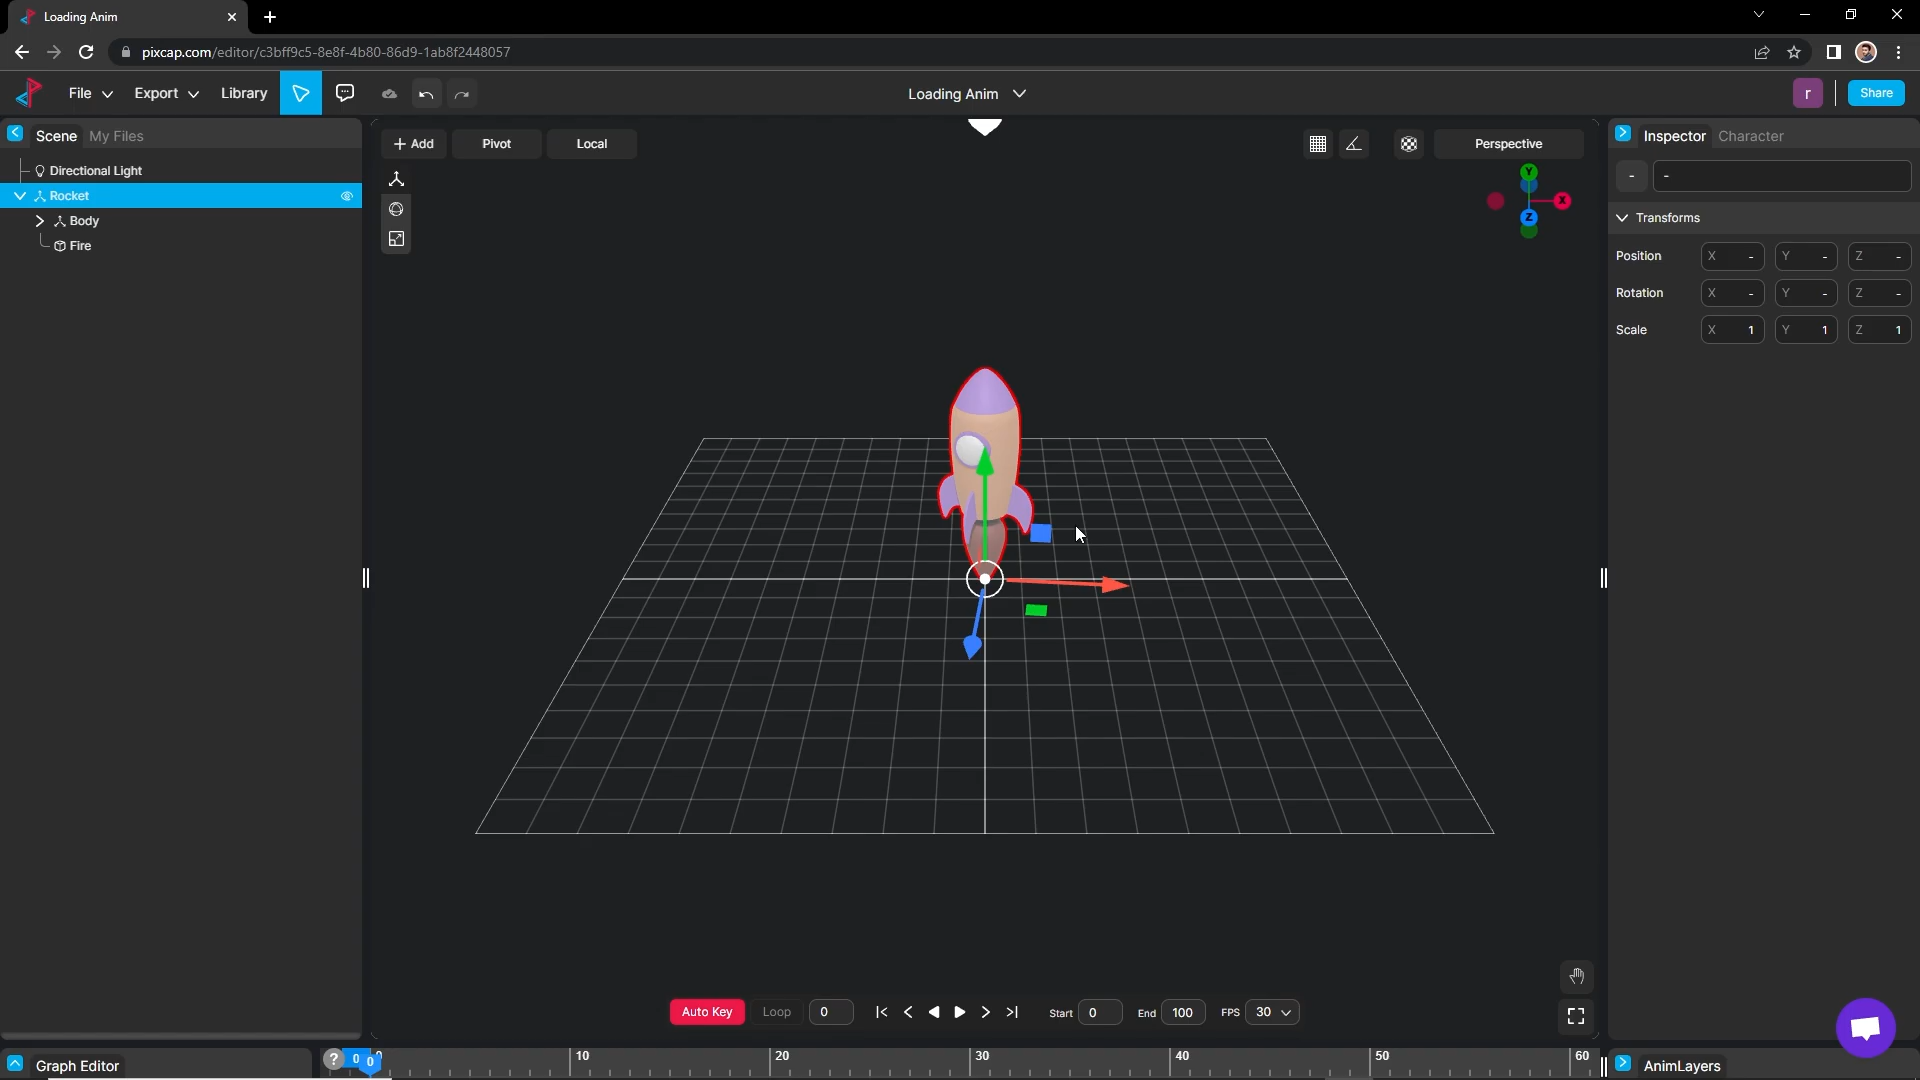 Loading Anim
pixcap.com/editor/c3bff9c5-8e8f-4b80-86d9-1ab8f2448057
File Export Library
Loading Anim
r
Share
Scene My Files
+ Add Pivot Local
Perspective
Inspector Character
Directional Light
Rocket
Body
Fire
Y
X
Z
- -
Transforms
Position X - Y - Z -
Rotation X - Y - Z -
Scale X 1 Y 1 Z 1
Auto Key Loop 0 Start 0 End 100 FPS 30
Graph Editor
? 0 0 10 20 30 40 50 60
AnimLayers